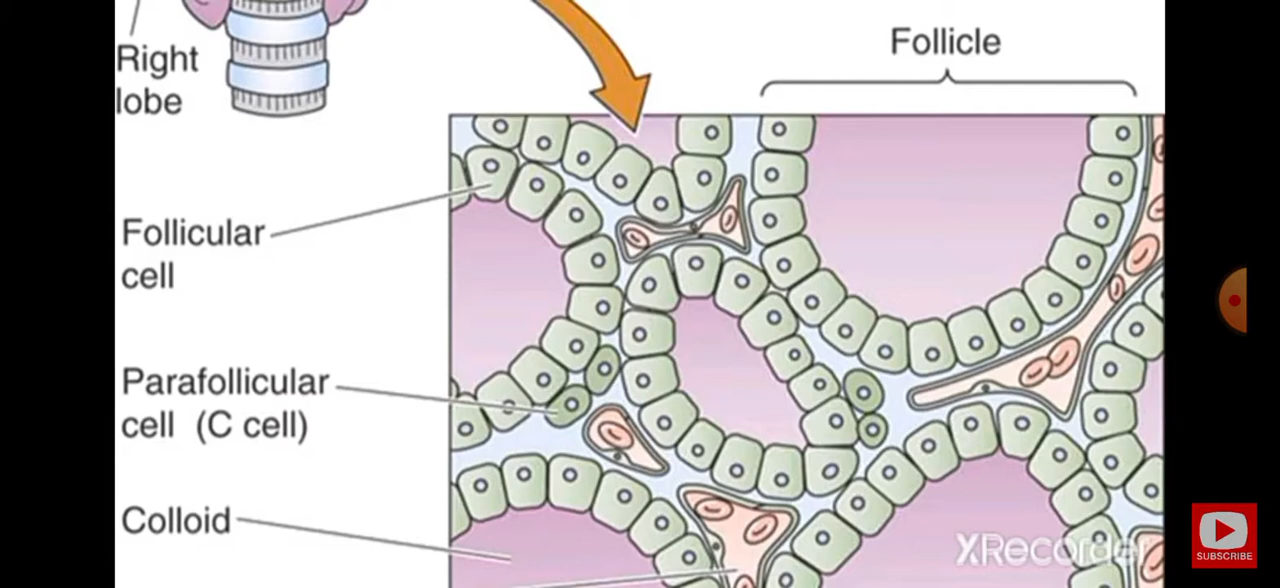 Right
lobe
Follicle
Follicular
cell
Parafollicular
cell (C cell)
Colloid
XRecorder
SUBSCRIBE